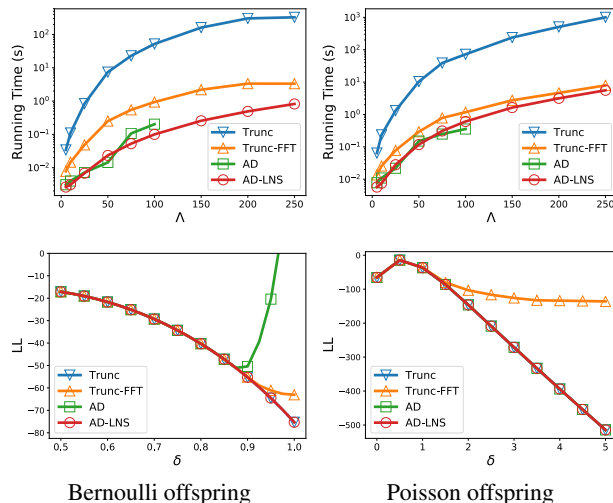 Running Time (s)
10²
10¹
10⁰
10⁻¹
10⁻²
Trunc
Trunc-FFT
AD
AD-LNS
0 50 100 150 200 250
Λ
Running Time (s)
10³
10²
10¹
10⁰
10⁻¹
10⁻²
Trunc
Trunc-FFT
AD
AD-LNS
0 50 100 150 200 250
Λ
LL
0
−10
−20
−30
−40
−50
−60
−70
−80
Trunc
Trunc-FFT
AD
AD-LNS
0.5 0.6 0.7 0.8 0.9 1.0
δ
LL
0
−100
−200
−300
−400
−500
Trunc
Trunc-FFT
AD
AD-LNS
0 1 2 3 4 5
δ
Bernoulli offspring
Poisson offspring